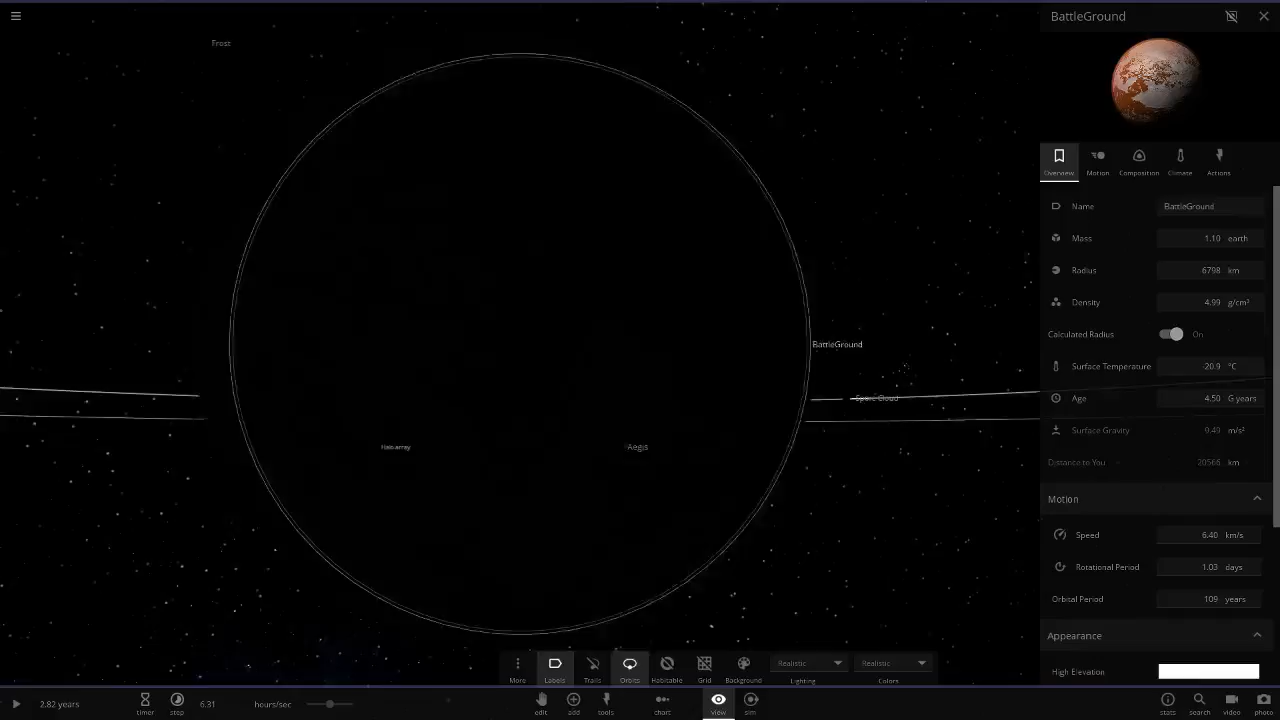 BattleGround
Frost
Overview Motion Composition Climate Actions
Name BattleGround
Mass 1.10 earth
Radius 6798 km
Density 4.99 g/cm³
Calculated Radius On
BattleGround
Surface Temperature -20.9 °C
Spore Cloud
Age 4.50 G years
Surface Gravity 9.49 m/s²
Aegis
Distance to You 20566 km
Motion
Speed 6.40 km/s
Rotational Period 1.03 days
Orbital Period 109 years
Appearance
High Elevation
Realistic Realistic
More Labels Trails Orbits Habitable Grid Background Lighting Colors
2.82 years timer step 6.31 hours/sec edit add tools chart view sim stats search video photo